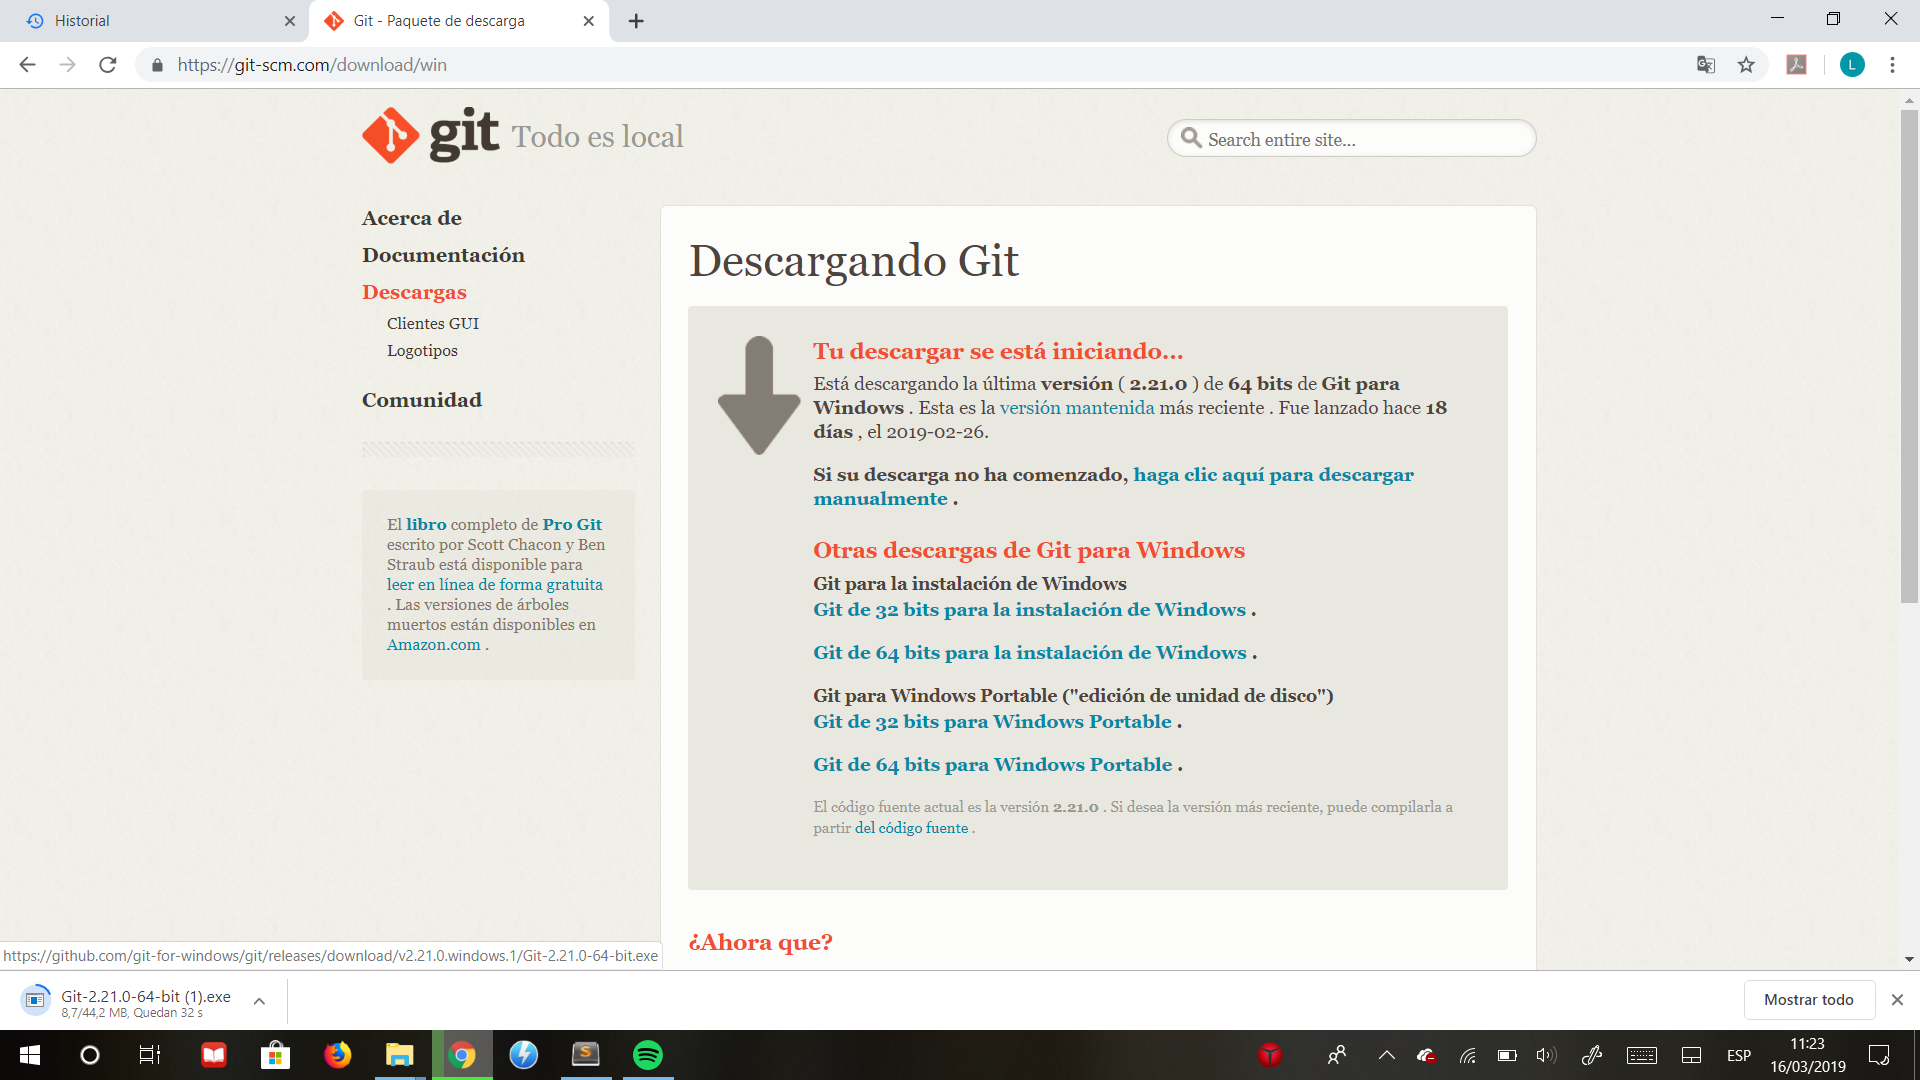 Historial
Git - Paquete de descarga
https://git-scm.com/download/win
L
git Todo es local
Search entire site...
Acerca de
Documentación
Descargas
Clientes GUI
Logotipos
Comunidad
El libro completo de Pro Git
escrito por Scott Chacon y Ben
Straub está disponible para
leer en línea de forma gratuita
. Las versiones de árboles
muertos están disponibles en
Amazon.com .
Descargando Git
Tu descargar se está iniciando...
Está descargando la última versión ( 2.21.0 ) de 64 bits de Git para
Windows . Esta es la versión mantenida más reciente . Fue lanzado hace 18
días , el 2019-02-26.
Si su descarga no ha comenzado, haga clic aquí para descargar
manualmente .
Otras descargas de Git para Windows
Git para la instalación de Windows
Git de 32 bits para la instalación de Windows .
Git de 64 bits para la instalación de Windows .
Git para Windows Portable ("edición de unidad de disco")
Git de 32 bits para Windows Portable .
Git de 64 bits para Windows Portable .
El código fuente actual es la versión 2.21.0 . Si desea la versión más reciente, puede compilarla a
partir del código fuente .
¿Ahora que?
https://github.com/git-for-windows/git/releases/download/v2.21.0.windows.1/Git-2.21.0-64-bit.exe
Git-2.21.0-64-bit (1).exe
8,7/44,2 MB, Quedan 32 s
Mostrar todo
ESP
11:23
16/03/2019